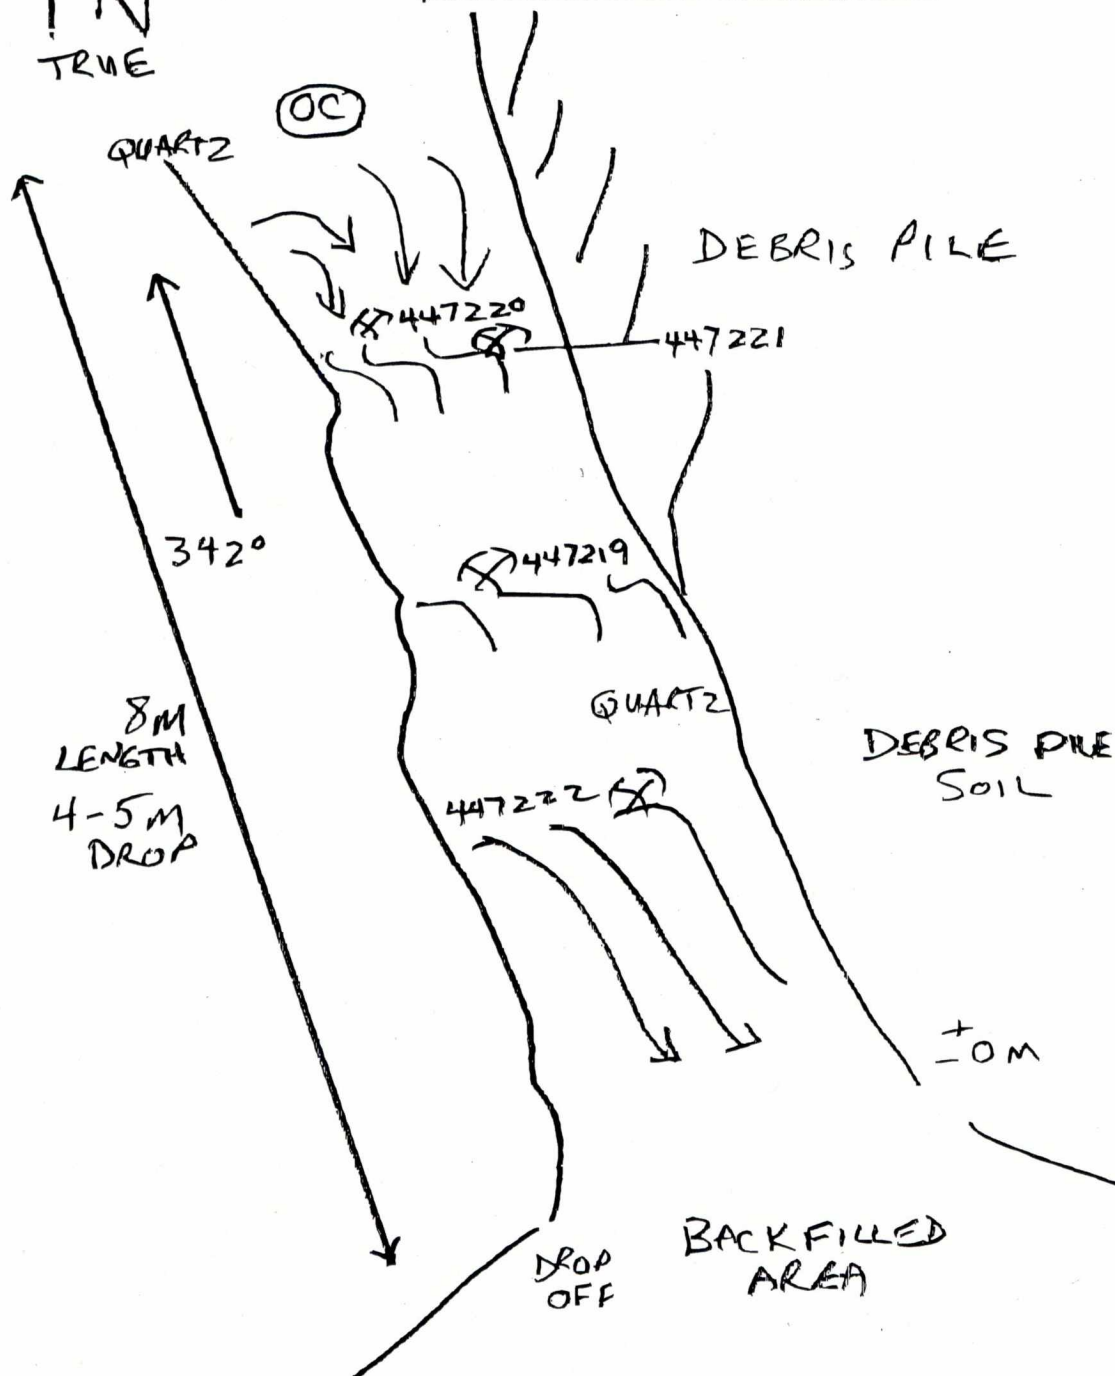 N
TRUE
OC
QUARTZ
DEBRIS PILE
447220
447221
342°
447219
QUARTZ
8M
LENGTH
4-5M
DROP
DEBRIS PILE
SOIL
447222
±0M
DROP
OFF
BACKFILLED
AREA